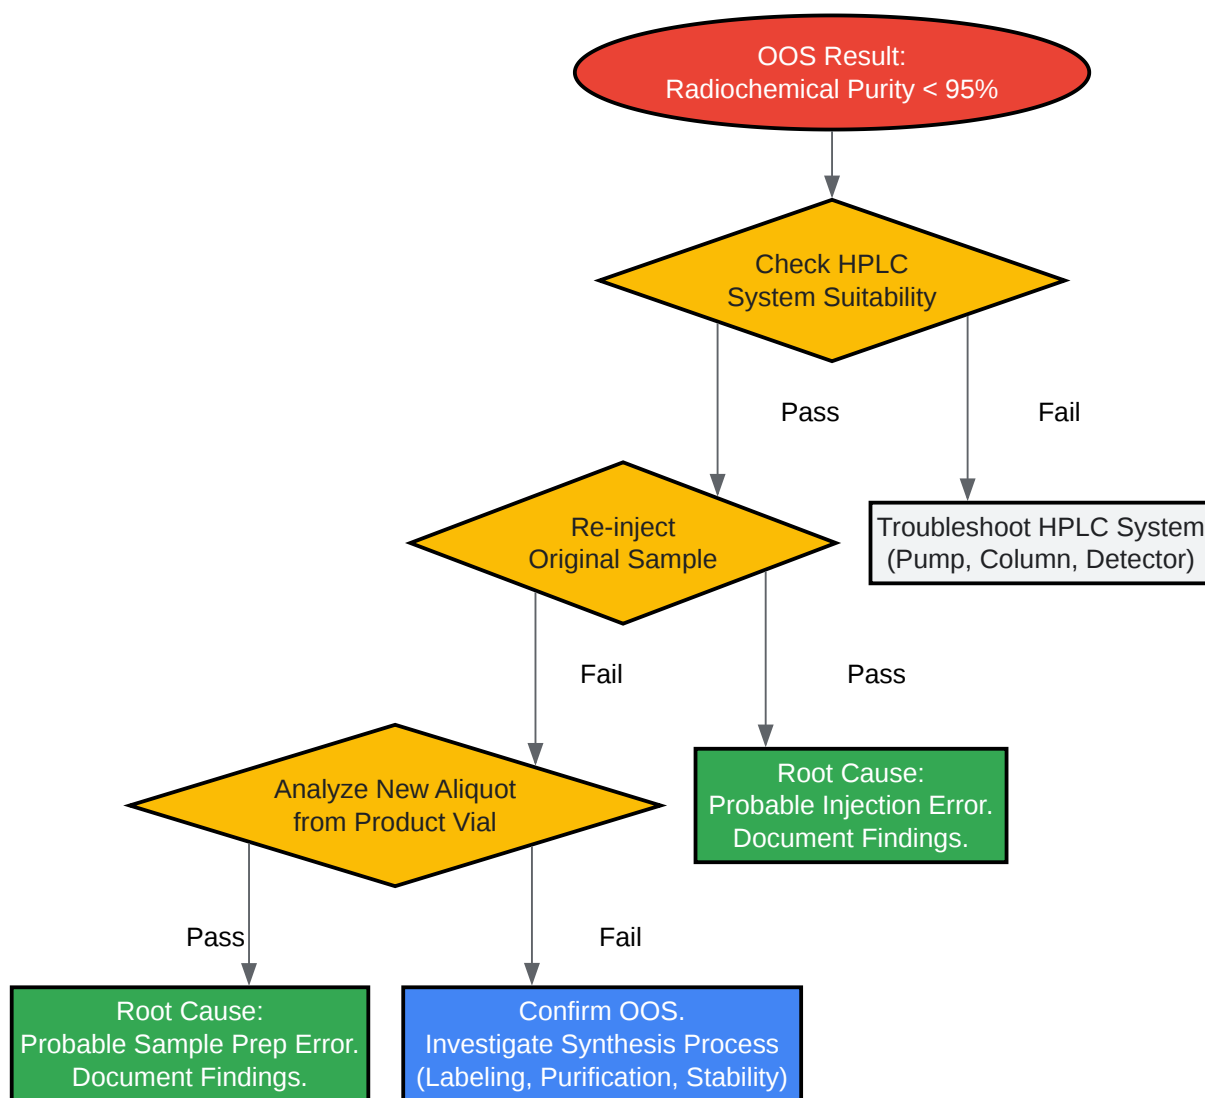 OOS Result:
Radiochemical Purity < 95%
Check HPLC
System Suitability
Pass
Fail
Re-inject
Original Sample
Troubleshoot HPLC System
(Pump, Column, Detector)
Fail
Pass
Analyze New Aliquot
from Product Vial
Root Cause:
Probable Injection Error.
Document Findings.
Pass
Fail
Root Cause:
Probable Sample Prep Error.
Document Findings.
Confirm OOS.
Investigate Synthesis Process
(Labeling, Purification, Stability)